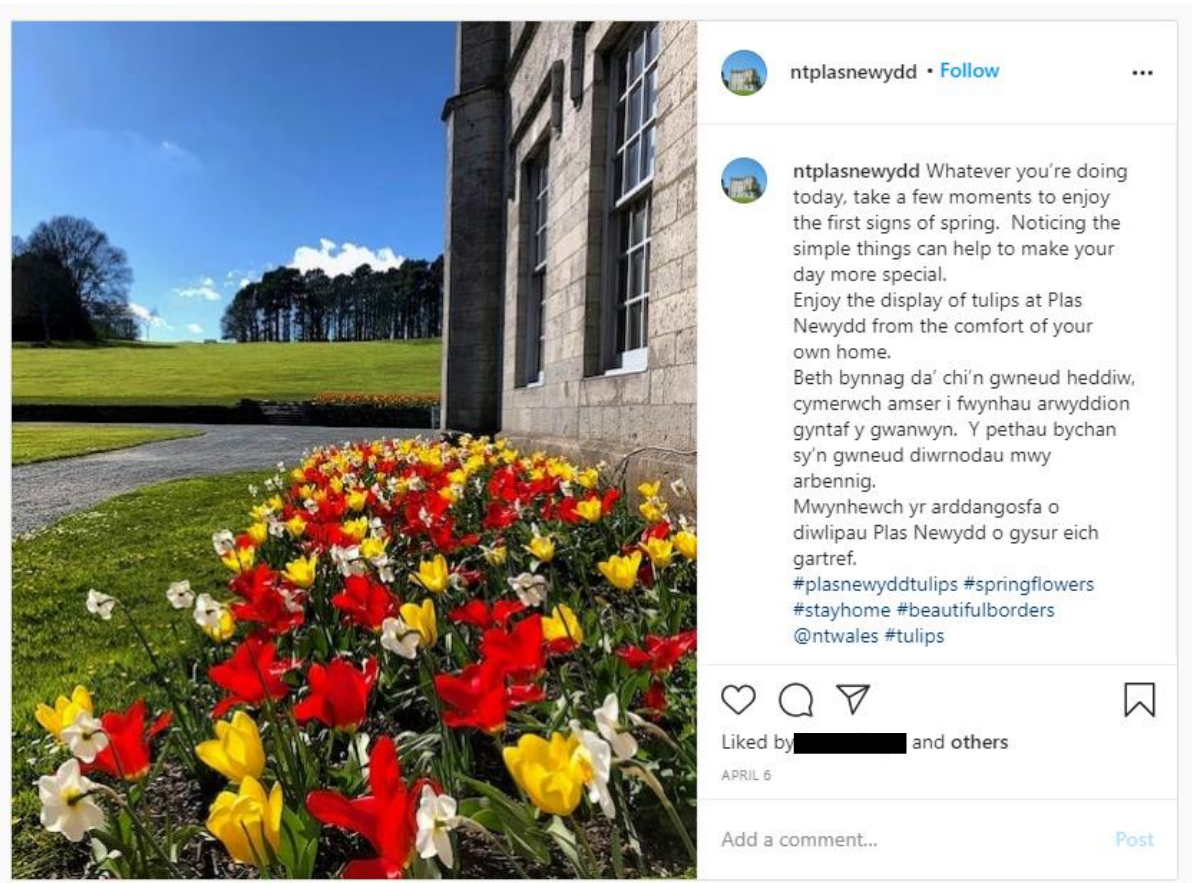 ntplasnewydd • Follow
ntplasnewydd Whatever you're doing
today, take a few moments to enjoy
the first signs of spring. Noticing the
simple things can help to make your
day more special.
Enjoy the display of tulips at Plas
Newydd from the comfort of your
own home.
Beth bynnag da' chi'n gwneud heddiw,
cymerwch amser i fwynhau arwyddion
gyntaf y gwanwyn. Y pethau bychan
sy'n gwneud diwrnodau mwy
arbennig.
Mwynhewch yr arddangosfa o
diwlipau Plas Newydd o gysur eich
gartref.
#plasnewyddtulips #springflowers
#stayhome #beautifulborders
@ntwales #tulips
Liked by and others
APRIL 6
Add a comment... Post